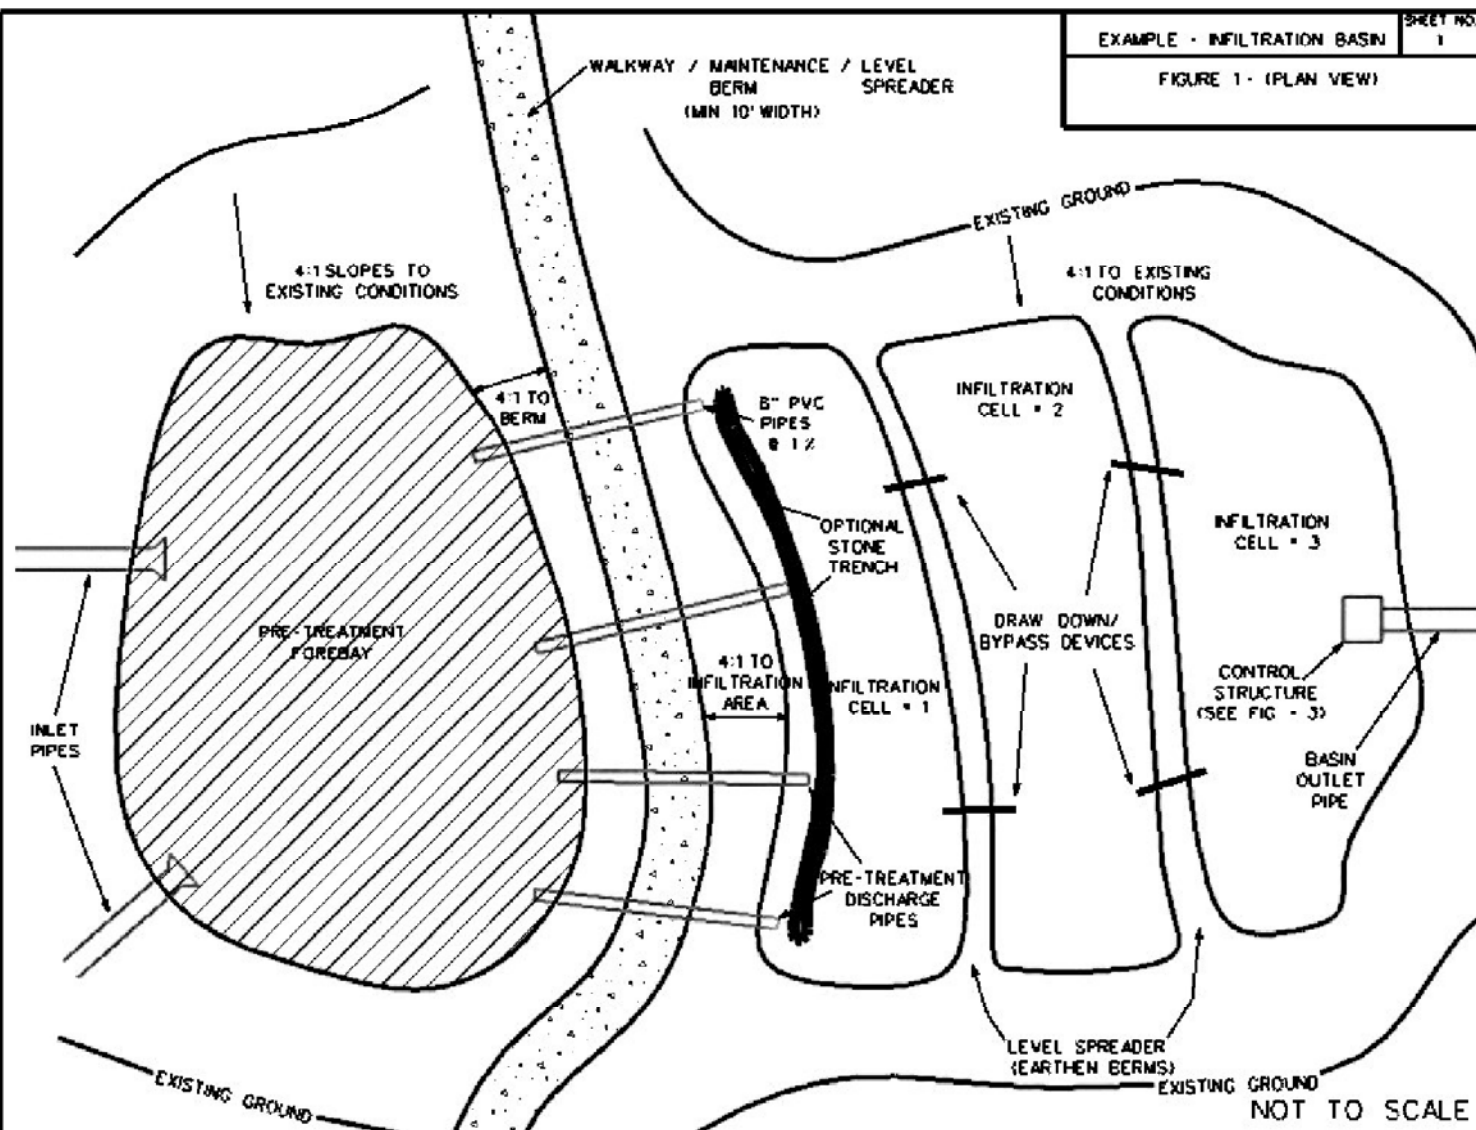 SHEET NO.
EXAMPLE - INFILTRATION BASIN
1
FIGURE 1 - (PLAN VIEW)
WALKWAY / MAINTENANCE / LEVEL
BERM SPREADER
(MIN 10' WIDTH)
EXISTING GROUND
4:1 SLOPES TO
EXISTING CONDITIONS
4:1 TO EXISTING
CONDITIONS
4:1 TO
BERM
8" PVC
PIPES
@ 1%
INFILTRATION
CELL # 2
OPTIONAL
STONE
TRENCH
INFILTRATION
CELL # 3
PRE-TREATMENT
FOREBAY
DRAW DOWN/
BYPASS DEVICES
4:1 TO
INFILTRATION
AREA
INFILTRATION
CELL # 1
CONTROL
STRUCTURE
(SEE FIG - 3)
INLET
PIPES
BASIN
OUTLET
PIPE
PRE-TREATMENT
DISCHARGE
PIPES
LEVEL SPREADER
(EARTHEN BERMS)
EXISTING GROUND
EXISTING GROUND
NOT TO SCALE